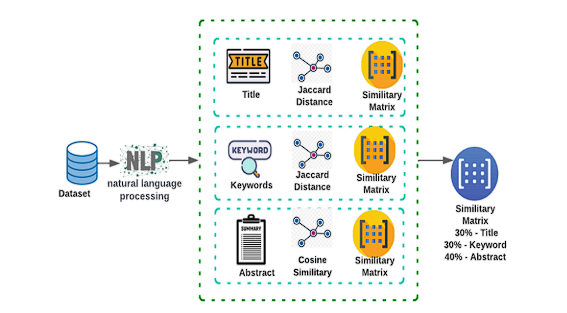 TITLE
Title
Jaccard
Distance
Similitary
Matrix
KEYWORD
Keywords
Jaccard
Distance
Similitary
Matrix
SUMMARY
Abstract
Cosine
Similitary
Similitary
Matrix
Dataset
NLP
natural language
processing
Similitary
Matrix
30% - Title
30% - Keyword
40% - Abstract